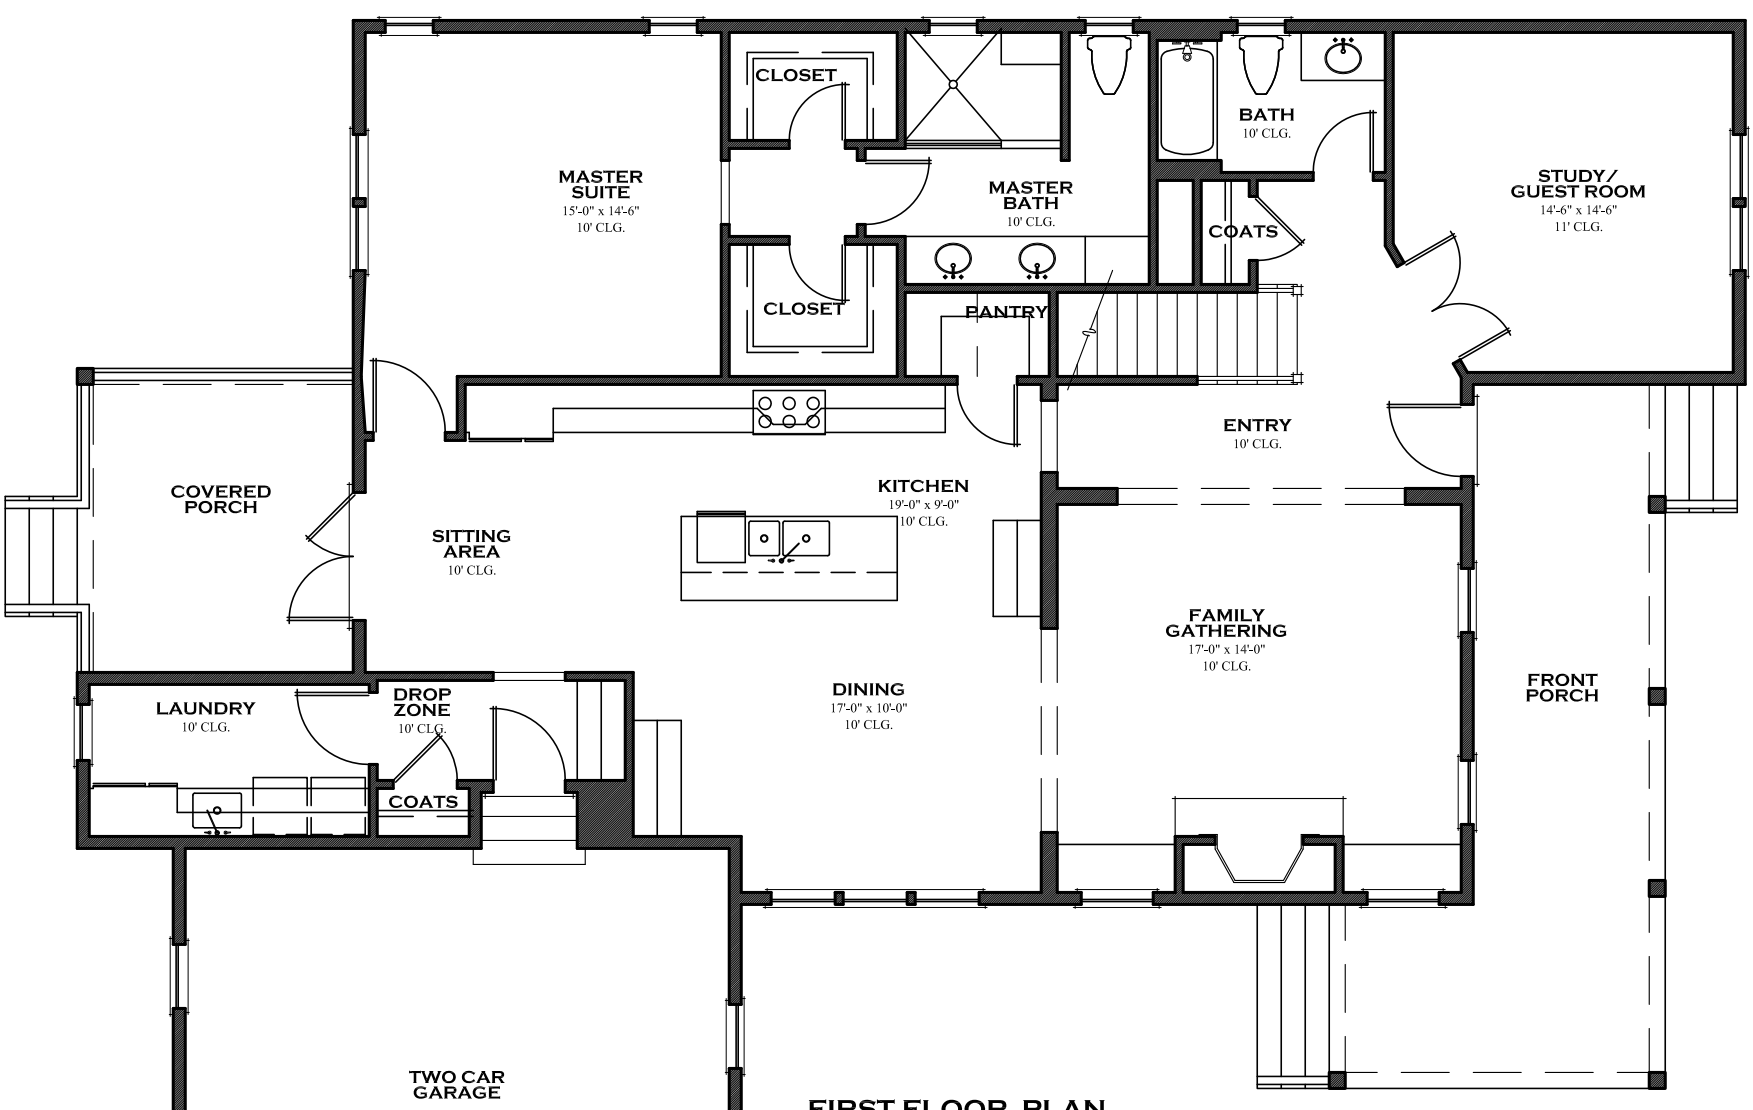 CLOSET
BATH
10' CLG.
MASTER
SUITE
15'-0" x 14'-6"
10' CLG.
MASTER
BATH
10' CLG.
STUDY/
GUEST ROOM
14'-6" x 14'-6"
11' CLG.
COATS
CLOSET
PANTRY
ENTRY
10' CLG.
COVERED
PORCH
KITCHEN
19'-0" x 9'-0"
10' CLG.
SITTING
AREA
10' CLG.
FAMILY
GATHERING
17'-0" x 14'-0"
10' CLG.
LAUNDRY
10' CLG.
DROP
ZONE
10' CLG.
DINING
17'-0" x 10'-0"
10' CLG.
FRONT
PORCH
COATS
TWO CAR
GARAGE
FIRST FLOOR PLAN